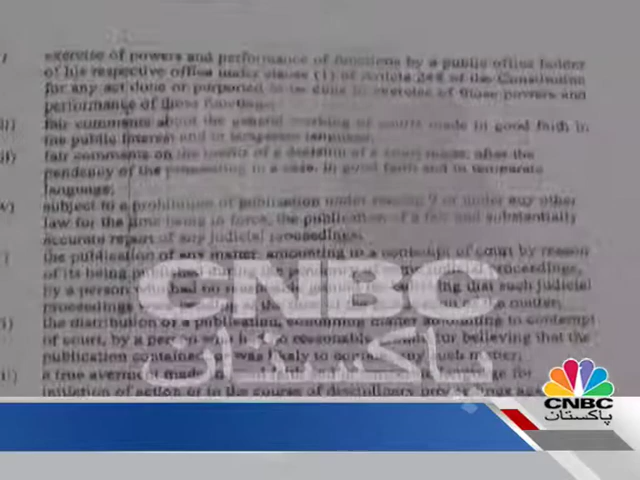 exercise of powers and performance of functions by a public office holder
of his respective office under clause (1) of Article 248 of the Constitution
for any act done or purported to be done in exercise of those powers and
performance of those functions;
fair comments about the general working of courts made in good faith in
the public interest and in temperate language;
fair comments on the merits of a decision of a court made, after the
pendency of the proceeding in a case, in good faith and in temperate
language;
subject to a prohibition of publication under section 9 or under any other
law for the time being in force, the publication of a fair and substantially
accurate report of any judicial proceedings;
the publication of any matter amounting to a contempt of court by reason
of its being proceedings,
by a person who had no that such judicial
matter;
the distribution of a publication, containing matter amounting to contempt
of court, by a person who reasonable for believing that the
publication contained was likely to such matter;
a true averment made for
initiation of action or in the course of disciplinary
CNBC
پاکستان
CNBC
پاکستان